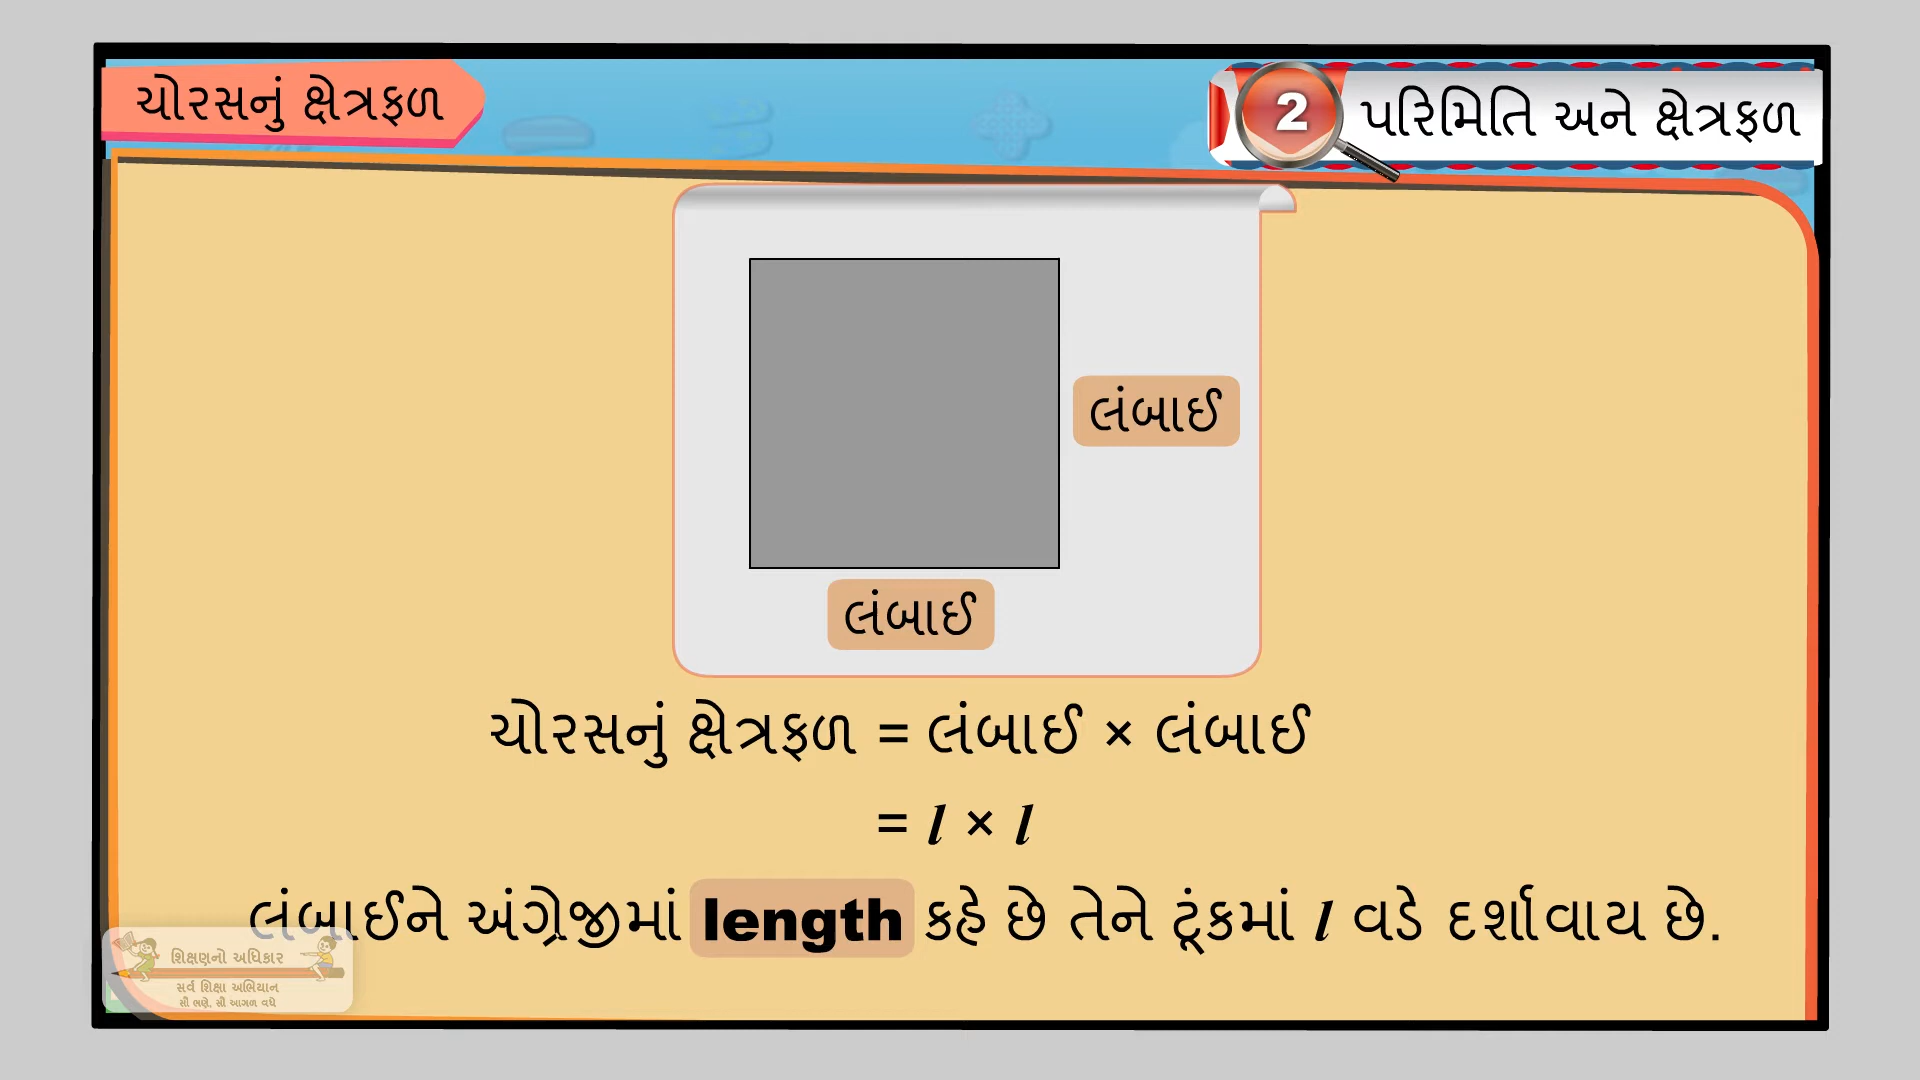 ચોરસનું ક્ષેત્રફળ
2 પરિમિતિ અને ક્ષેત્રફળ
લંબાઈ
લંબાઈ
ચોરસનું ક્ષેત્રફળ = લંબાઈ × લંબાઈ
= l × l
લંબાઈને અંગ્રેજીમાં length કહે છે તેને ટૂંકમાં l વડે દર્શાવાય છે.
શિક્ષણનો અધિકાર
સર્વ શિક્ષા અભિયાન
સૌ ભણે, સૌ આગળ વધે